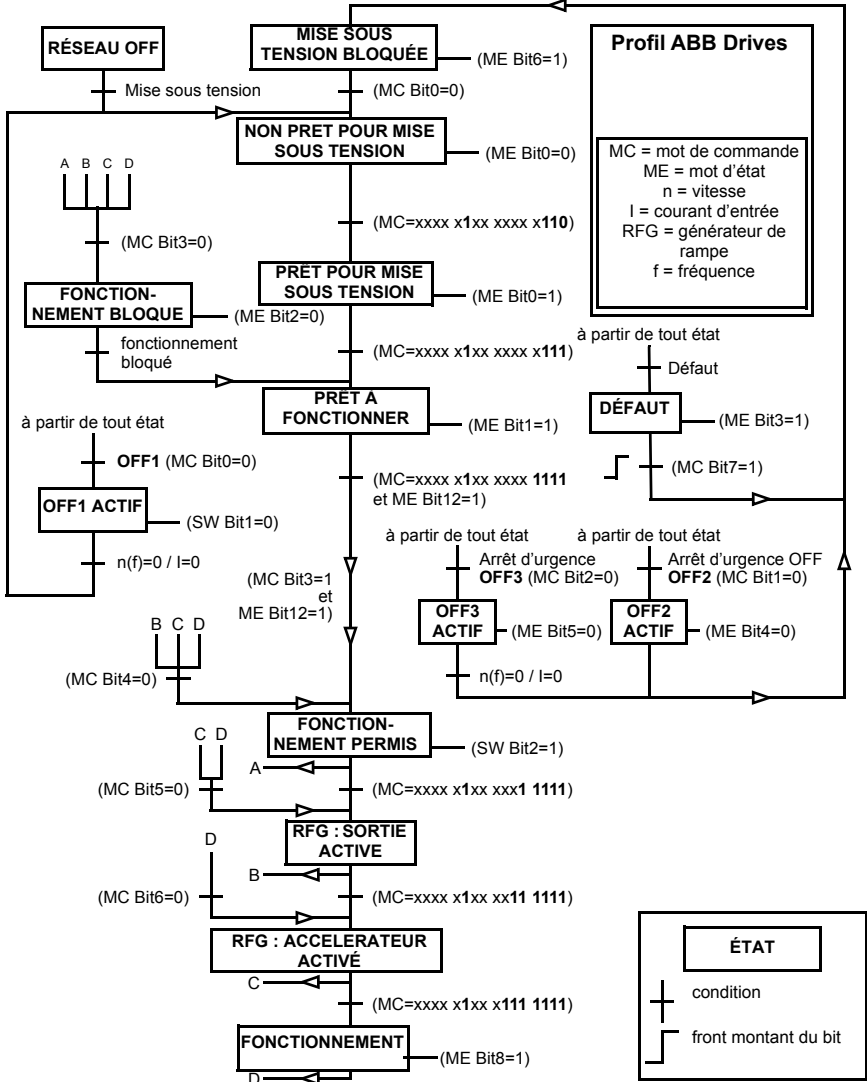 RÉSEAU OFF
Mise sous tension
MISE SOUS
TENSION BLOQUÉE
(ME Bit6=1)
(MC Bit0=0)
NON PRET POUR MISE
SOUS TENSION
(ME Bit0=0)
Profil ABB Drives
MC = mot de commande
ME = mot d'état
n = vitesse
I = courant d'entrée
RFG = générateur de
rampe
f = fréquence
A B C D
(MC Bit3=0)
(MC=xxxx x1xx xxxx x110)
FONCTION-
NEMENT BLOQUE
(ME Bit2=0)
fonctionnement
bloqué
PRÊT POUR MISE
SOUS TENSION
(ME Bit0=1)
(MC=xxxx x1xx xxxx x111)
à partir de tout état
Défaut
DÉFAUT
(ME Bit3=1)
(MC Bit7=1)
PRÊT À
FONCTIONNER
(ME Bit1=1)
(MC=xxxx x1xx xxxx 1111
et ME Bit12=1)
à partir de tout état
OFF1 (MC Bit0=0)
OFF1 ACTIF
(SW Bit1=0)
n(f)=0 / I=0
(MC Bit3=1
et
ME Bit12=1)
à partir de tout état
Arrêt d'urgence
OFF3 (MC Bit2=0)
OFF3
ACTIF
(ME Bit5=0)
n(f)=0 / I=0
à partir de tout état
Arrêt d'urgence OFF
OFF2 (MC Bit1=0)
OFF2
ACTIF
(ME Bit4=0)
B C D
(MC Bit4=0)
FONCTION-
NEMENT PERMIS
(SW Bit2=1)
A
C D
(MC Bit5=0)
(MC=xxxx x1xx xxx1 1111)
RFG : SORTIE
ACTIVE
B
D
(MC Bit6=0)
(MC=xxxx x1xx xx11 1111)
RFG : ACCELERATEUR
ACTIVÉ
C
(MC=xxxx x1xx x111 1111)
FONCTIONNEMENT
(ME Bit8=1)
D
ÉTAT
condition
front montant du bit